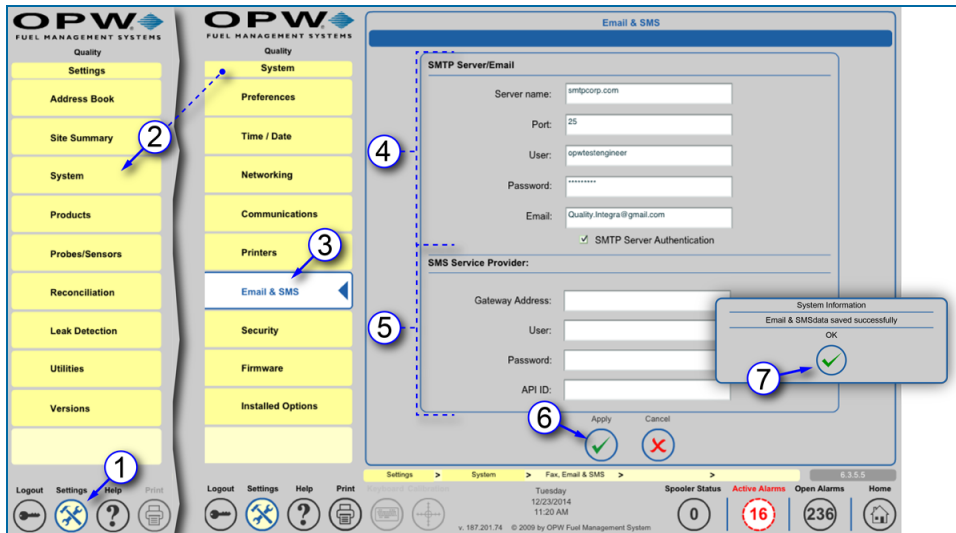 OPW
FUEL MANAGEMENT SYSTEMS
Quality
Settings
Address Book
Site Summary
System
Products
Probes/Sensors
Reconciliation
Leak Detection
Utilities
Versions
Logout Settings Help Print
1
2
OPW
FUEL MANAGEMENT SYSTEMS
Quality
System
Preferences
Time / Date
Networking
Communications
Printers
Email & SMS
Security
Firmware
Installed Options
Logout Settings Help Print
3
Email & SMS
4
SMTP Server/Email
Server name: smtpcorp.com
Port: 25
User: opwtestengineer
Password: *********
Email: Quality.Integra@gmail.com
SMTP Server Authentication
5
SMS Service Provider:
Gateway Address:
User:
Password:
API ID:
6
Apply Cancel
System Information
Email & SMSdata saved successfully
OK
7
Settings > System > Fax, Email & SMS > >
6.3.5.5
Keyboard Calibration
Tuesday
12/23/2014
11:20 AM
v. 187.201.74 © 2009 by OPW Fuel Management System
Spooler Status Active Alarms Open Alarms Home
0 16 236